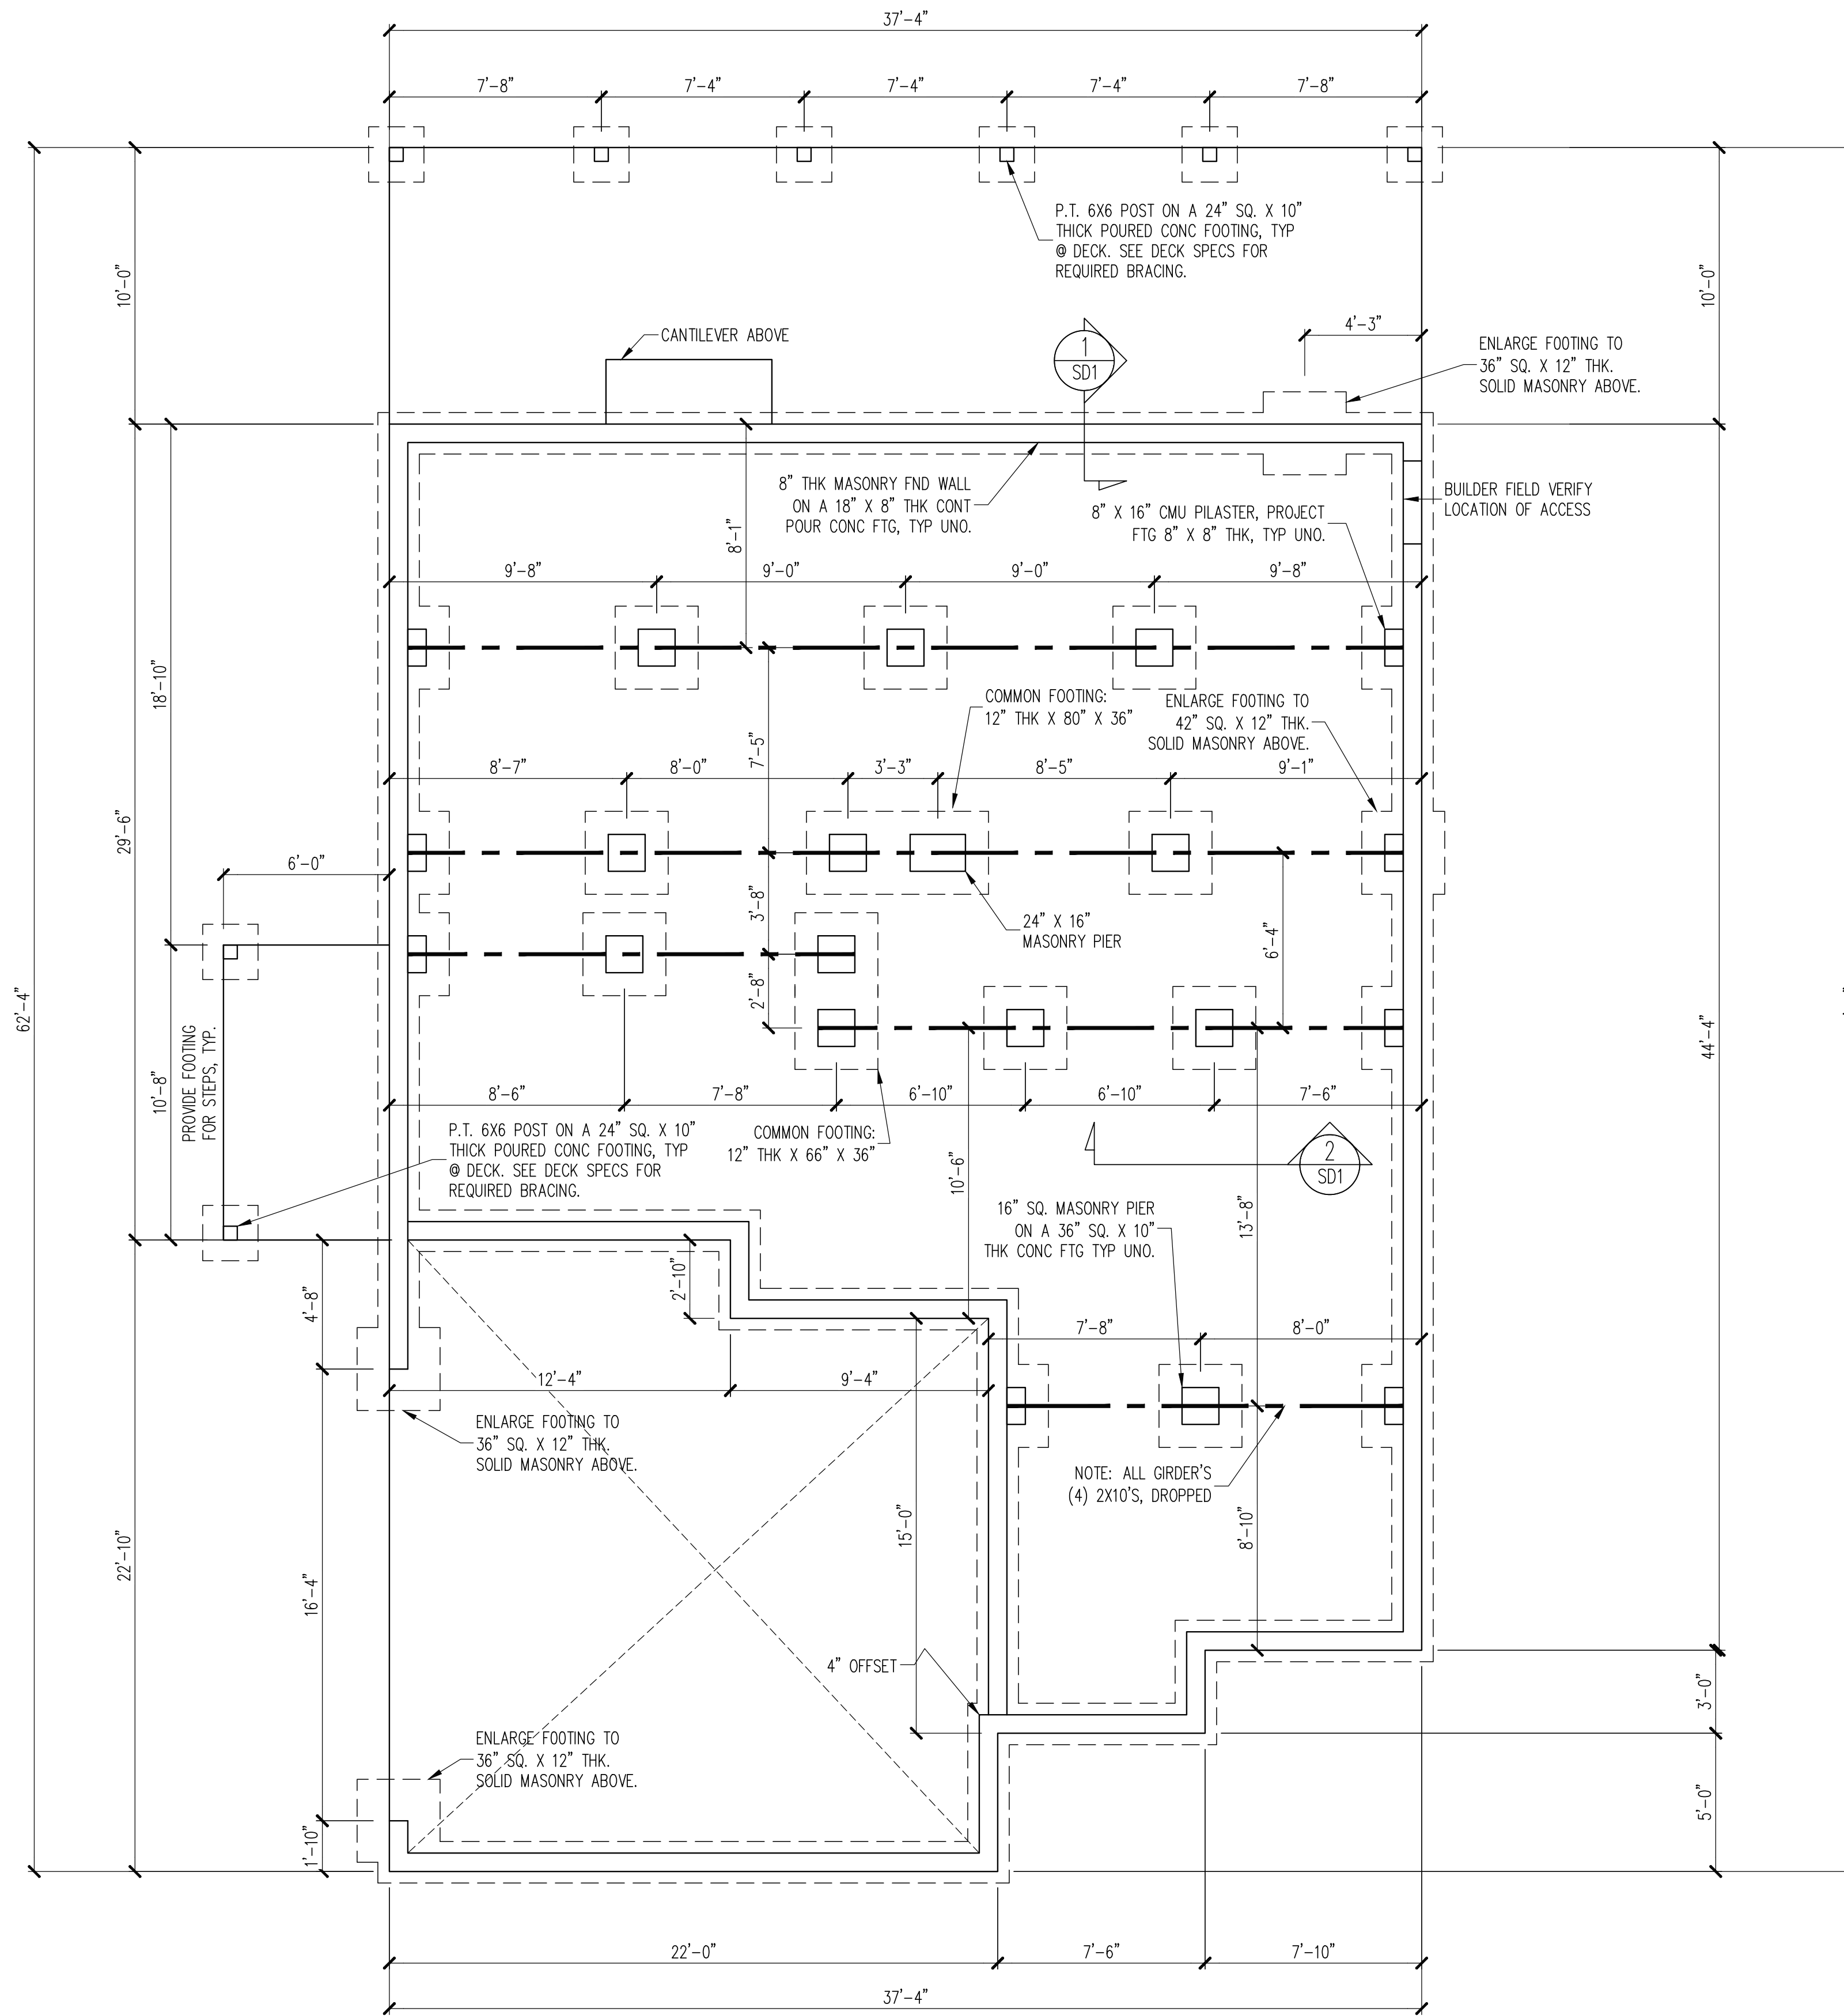 37'-4"
7'-8"
7'-4"
7'-4"
7'-4"
7'-8"
P.T. 6X6 POST ON A 24" SQ. X 10"
THICK POURED CONC FOOTING, TYP
@ DECK. SEE DECK SPECS FOR
REQUIRED BRACING.
10'-0"
10'-0"
CANTILEVER ABOVE
1
SD1
4'-3"
ENLARGE FOOTING TO
36" SQ. X 12" THK.
SOLID MASONRY ABOVE.
8" THK MASONRY FND WALL
ON A 18" X 8" THK CONT
POUR CONC FTG, TYP UNO.
8" X 16" CMU PILASTER, PROJECT
FTG 8" X 8" THK, TYP UNO.
BUILDER FIELD VERIFY
LOCATION OF ACCESS
8'-1"
9'-8"
9'-0"
9'-0"
9'-8"
18'-10"
29'-6"
COMMON FOOTING:
12" THK X 80" X 36"
ENLARGE FOOTING TO
42" SQ. X 12" THK.
SOLID MASONRY ABOVE.
7'-5"
8'-7"
8'-0"
3'-3"
8'-5"
9'-1"
6'-0"
3'-8"
24" X 16"
MASONRY PIER
6'-4"
2'-8"
62'-4"
44'-4"
10'-8"
PROVIDE FOOTING
FOR STEPS, TYP.
8'-6"
7'-8"
6'-10"
6'-10"
7'-6"
P.T. 6X6 POST ON A 24" SQ. X 10"
THICK POURED CONC FOOTING, TYP
@ DECK. SEE DECK SPECS FOR
REQUIRED BRACING.
COMMON FOOTING:
12" THK X 66" X 36"
10'-6"
2
SD1
16" SQ. MASONRY PIER
ON A 36" SQ. X 10"
THK CONC FTG TYP UNO.
13'-8"
4'-8"
2'-10"
7'-8"
8'-0"
12'-4"
9'-4"
ENLARGE FOOTING TO
36" SQ. X 12" THK.
SOLID MASONRY ABOVE.
NOTE: ALL GIRDER'S
(4) 2X10'S, DROPPED
15'-0"
8'-10"
22'-10"
16'-4"
4" OFFSET
3'-0"
ENLARGE FOOTING TO
36" SQ. X 12" THK.
SOLID MASONRY ABOVE.
5'-0"
1'-10"
22'-0"
7'-6"
7'-10"
37'-4"